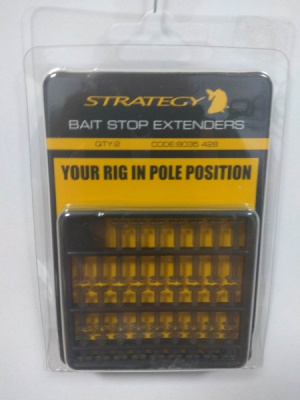 STRATEGY
BAIT STOP EXTENDERS
QTY:2 CODE:8035 428
YOUR RIG IN POLE POSITION